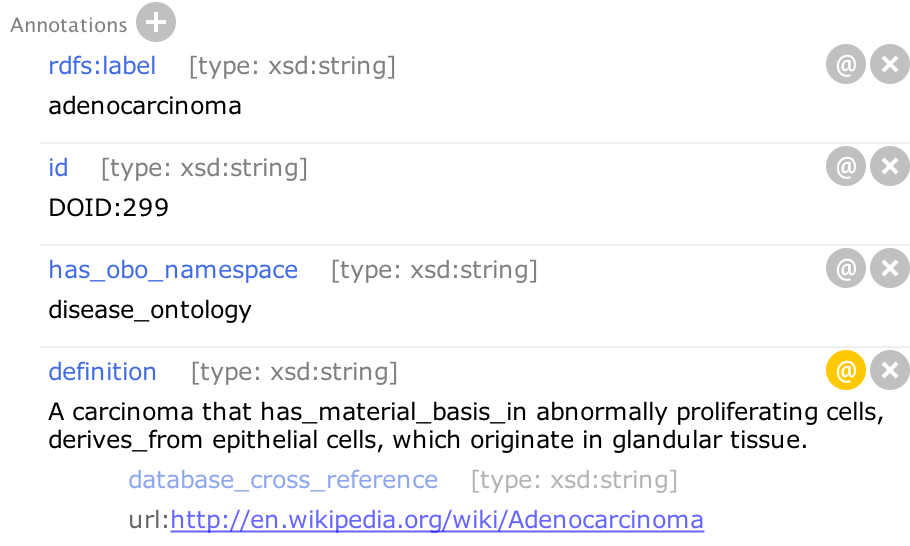 Annotations +
rdfs:label [type: xsd:string] @ ×
adenocarcinoma
id [type: xsd:string] @ ×
DOID:299
has_obo_namespace [type: xsd:string] @ ×
disease_ontology
definition [type: xsd:string] @ ×
A carcinoma that has_material_basis_in abnormally proliferating cells,
derives_from epithelial cells, which originate in glandular tissue.
database_cross_reference [type: xsd:string]
url:http://en.wikipedia.org/wiki/Adenocarcinoma